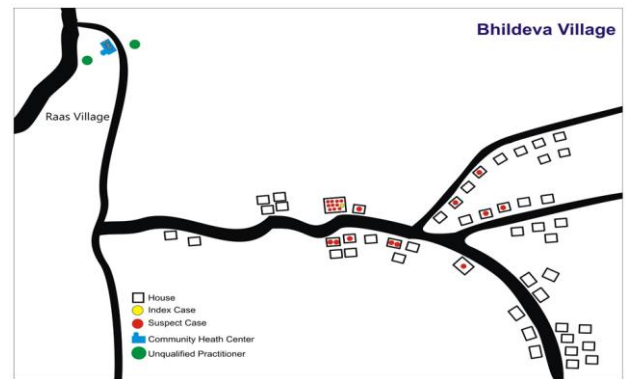 Bhildeva Village
Raas Village
House
Index Case
Suspect Case
Community Heath Center
Unqualified Practitioner